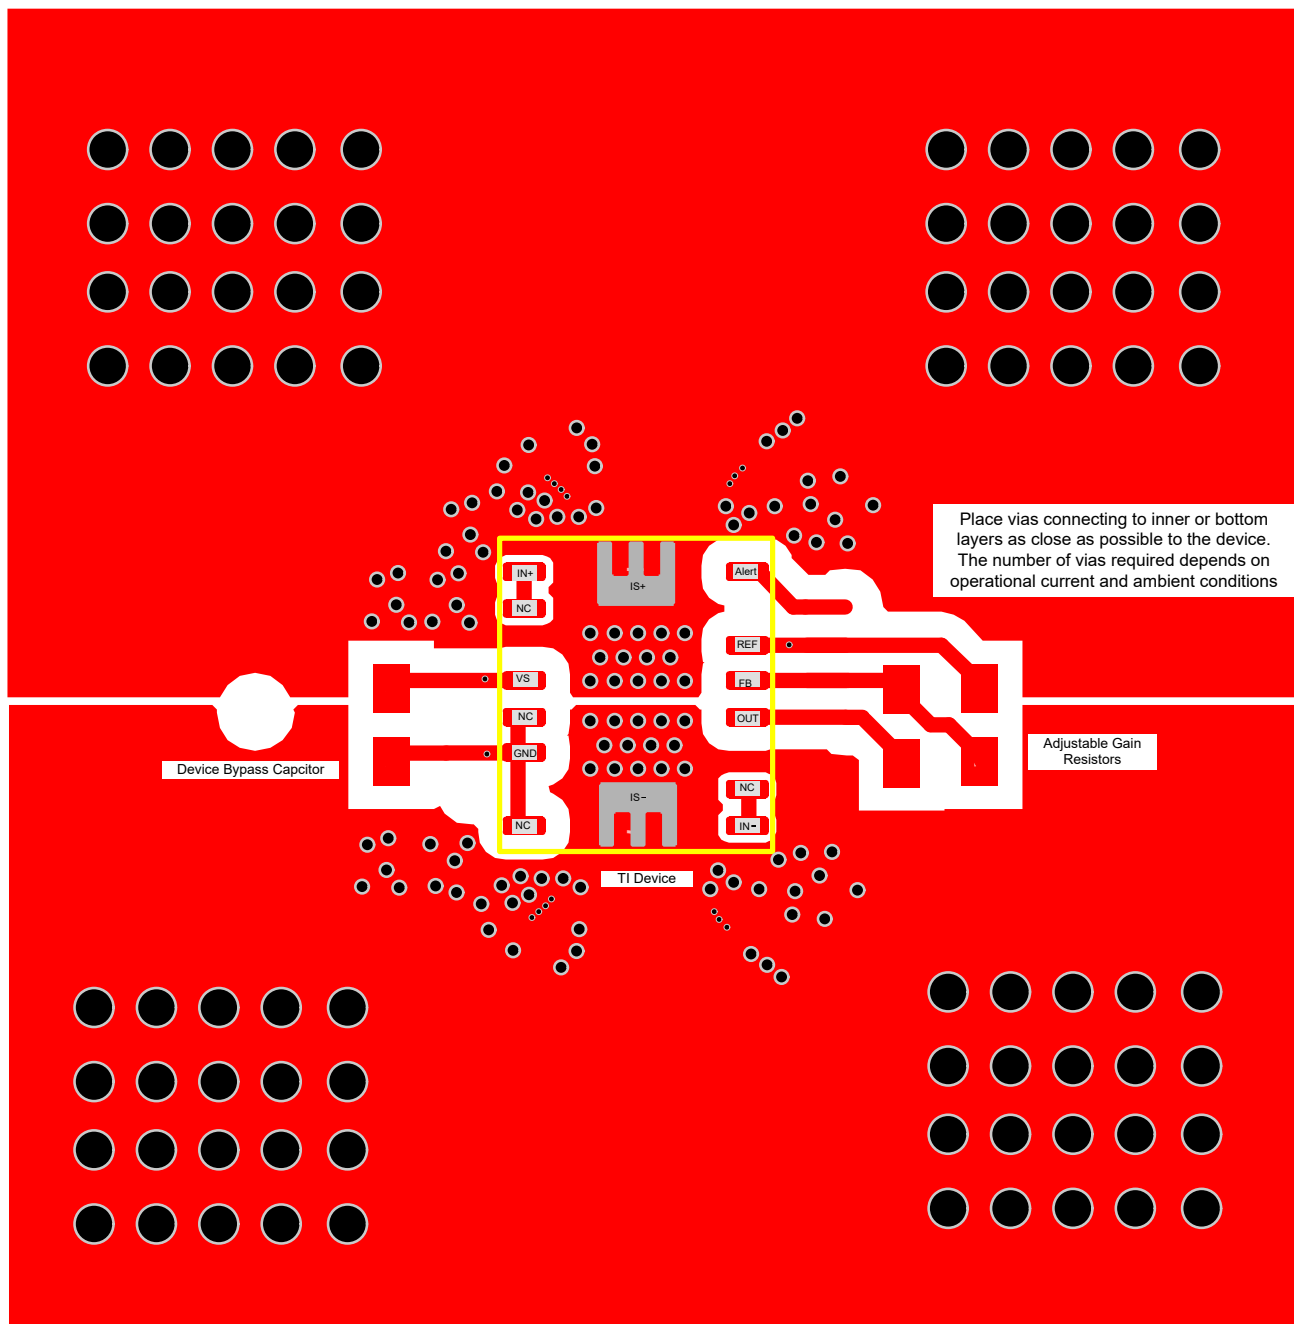 Place vias connecting to inner or bottom
layers as close as possible to the device.
The number of vias required depends on
operational current and ambient conditions
IN+
IS+
Alert
NC
REF
VS
FB
NC
OUT
GND
Adjustable Gain
Resistors
Device Bypass Capcitor
NC
IS−
NC
IN−
TI Device